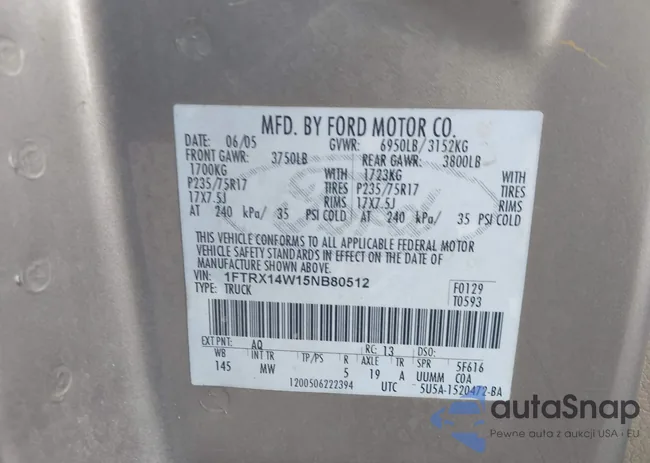 MFD. BY FORD MOTOR CO.
DATE: 06/05 GVWR: 6950LB/3152KG
FRONT GAWR: 3750LB REAR GAWR: 3800LB
1700KG WITH 1723KG WITH
P235/75R17 TIRES P235/75R17 TIRES
17X7.5J RIMS 17X7.5J RIMS
AT 240 kPa/ 35 PSI COLD AT 240 kPa/ 35 PSI COLD
THIS VEHICLE CONFORMS TO ALL APPLICABLE FEDERAL MOTOR
VEHICLE SAFETY STANDARDS IN EFFECT ON THE DATE OF
MANUFACTURE SHOWN ABOVE.
VIN: 1FTRX14W15NB80512 F0129
TYPE: TRUCK T0593
EXT PNT: AQ RC: 13 DSO:
WB INT TR TP/PS R AXLE TR SPR 5F616
145 MW 5 19 A UUMM COA
1200506222394 UTC 5U5A-1520472-BA
autaSnap
Pewne auta z aukcji USA i EU